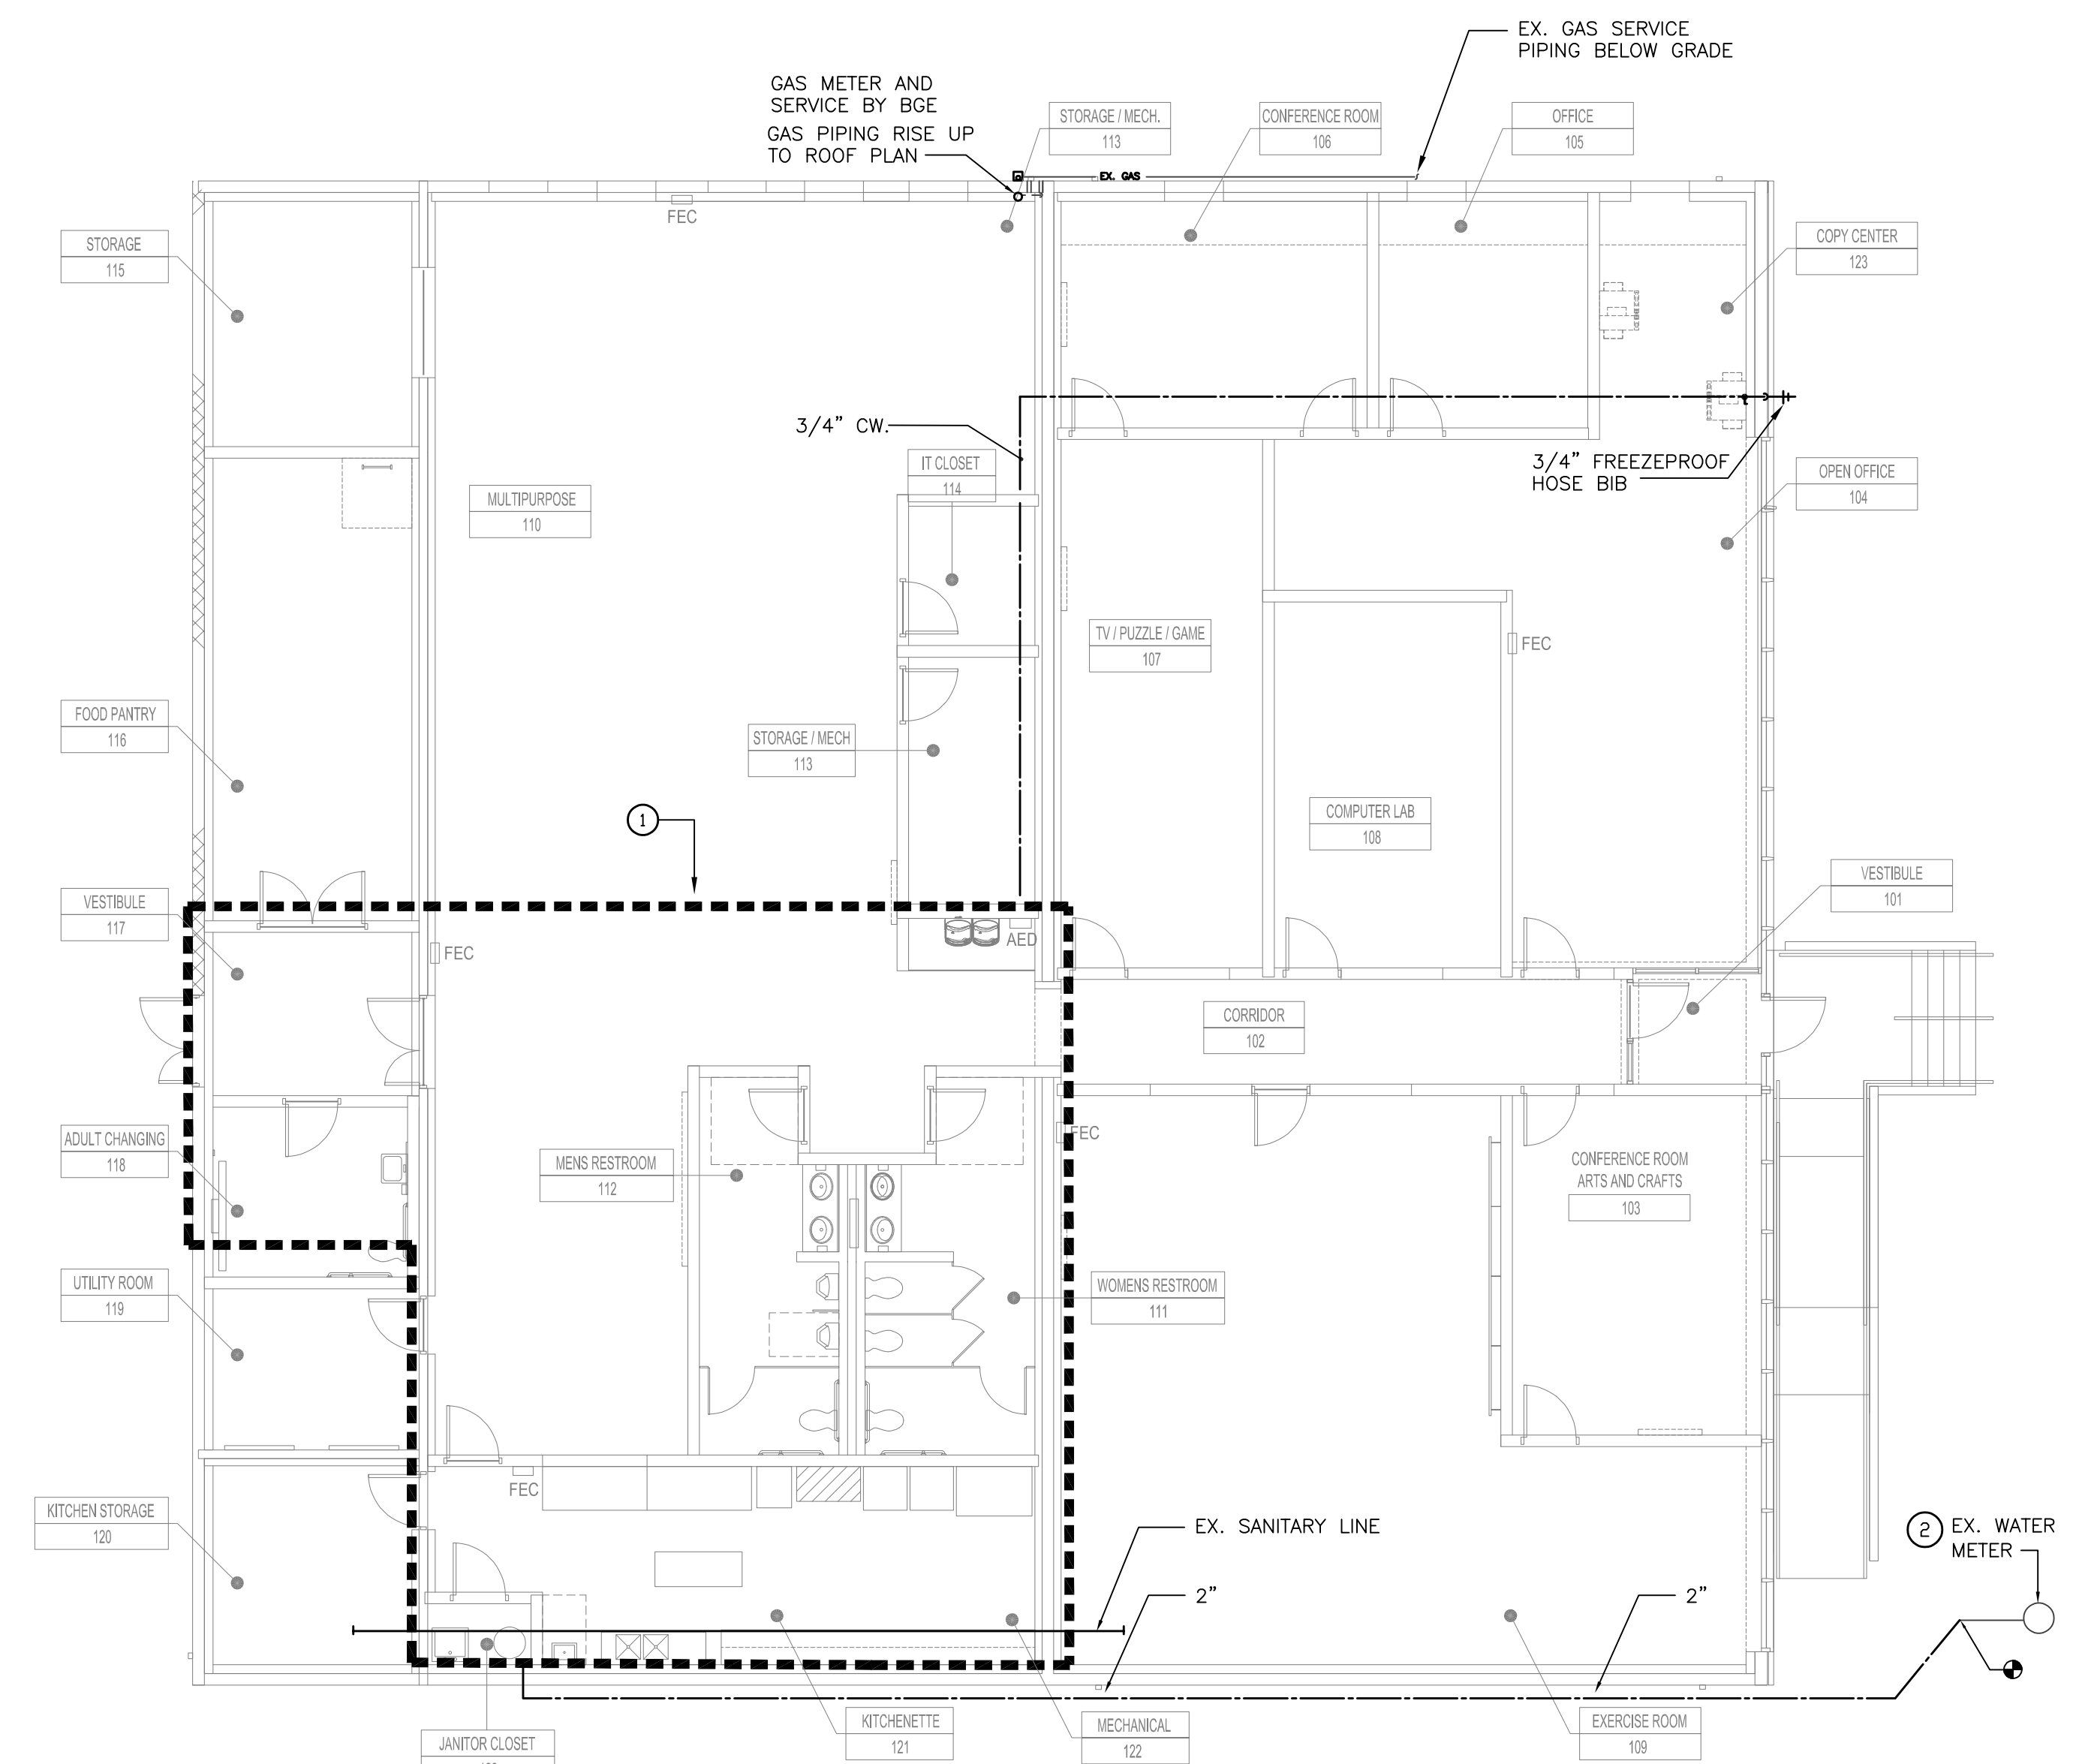 EX. GAS SERVICE
PIPING BELOW GRADE
GAS METER AND
SERVICE BY BGE
GAS PIPING RISE UP
TO ROOF PLAN
STORAGE / MECH.
113
CONFERENCE ROOM
106
OFFICE
105
EX. GAS
FEC
STORAGE
115
COPY CENTER
123
3/4” CW.
3/4” FREEZEPROOF
HOSE BIB
IT CLOSET
114
MULTIPURPOSE
110
OPEN OFFICE
104
TV / PUZZLE / GAME
107
FEC
FOOD PANTRY
116
STORAGE / MECH
113
COMPUTER LAB
108
1
VESTIBULE
117
VESTIBULE
101
FEC
AED
CORRIDOR
102
ADULT CHANGING
118
MENS RESTROOM
112
FEC
CONFERENCE ROOM
ARTS AND CRAFTS
103
UTILITY ROOM
119
WOMENS RESTROOM
111
FEC
KITCHEN STORAGE
120
EX. SANITARY LINE
2 EX. WATER
METER
2”
2”
JANITOR CLOSET
KITCHENETTE
121
MECHANICAL
122
EXERCISE ROOM
109